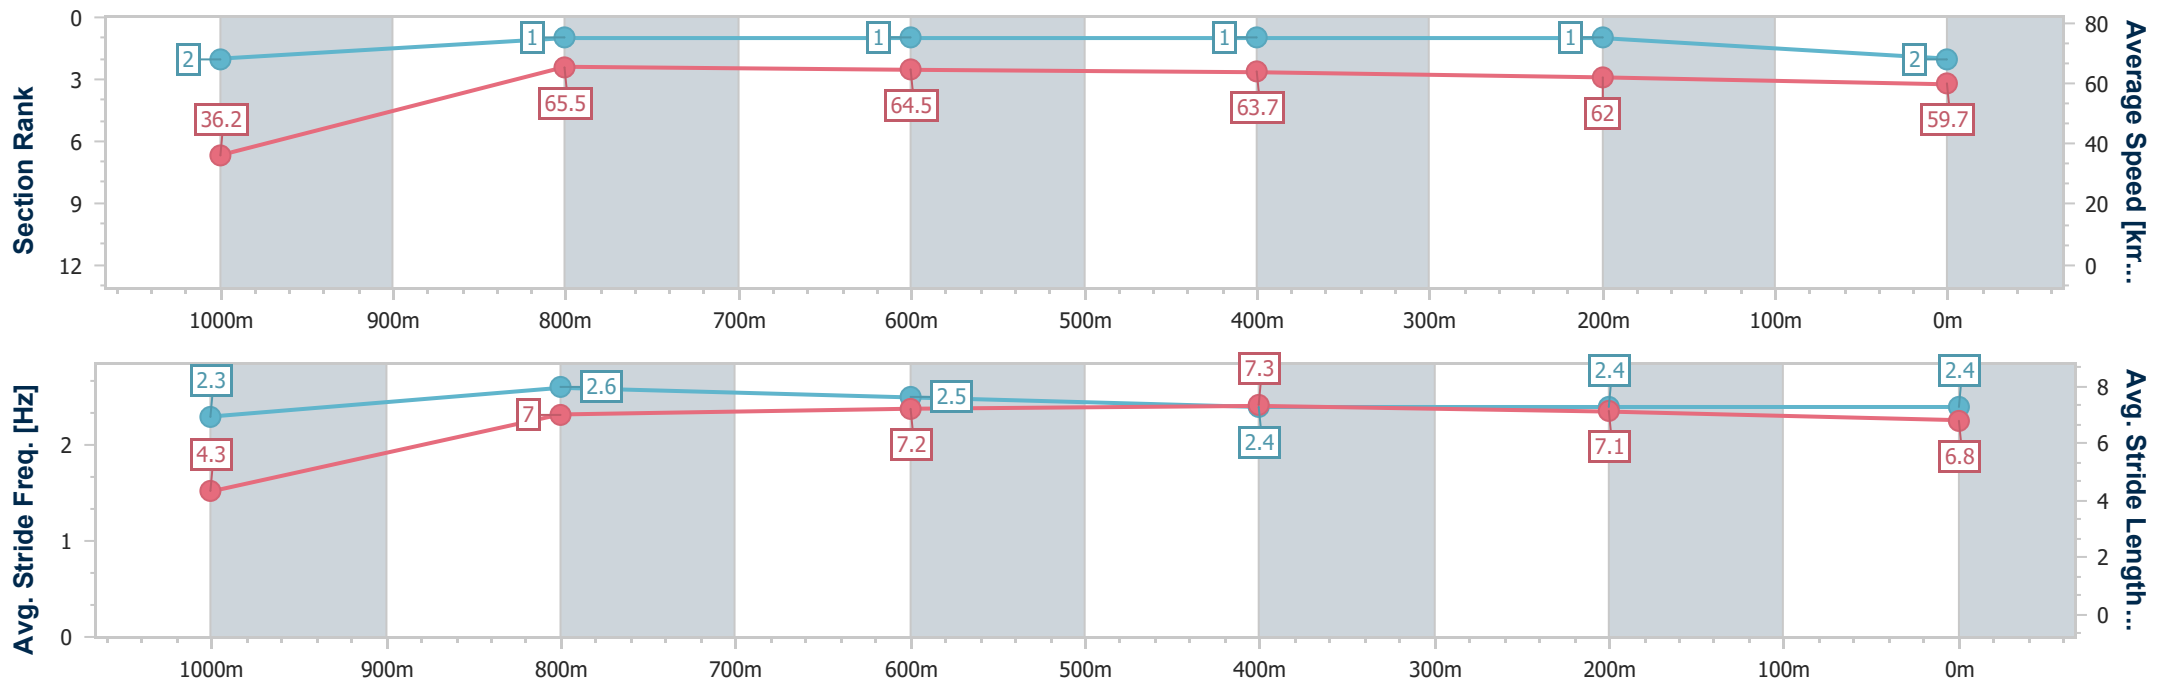 Section Rank
0
3
6
9
12
80
60
40
20
0
Average Speed [km...
2
1
1
1
1
2
36.2
65.5
64.5
63.7
62
59.7
1000m
900m
800m
700m
600m
500m
400m
300m
200m
100m
0m
Avg. Stride Freq. [Hz]
2
1
0
8
6
4
2
0
Avg. Stride Length...
2.3
2.6
2.5
2.4
2.4
2.4
4.3
7
7.2
7.3
7.1
6.8
1000m
900m
800m
700m
600m
500m
400m
300m
200m
100m
0m